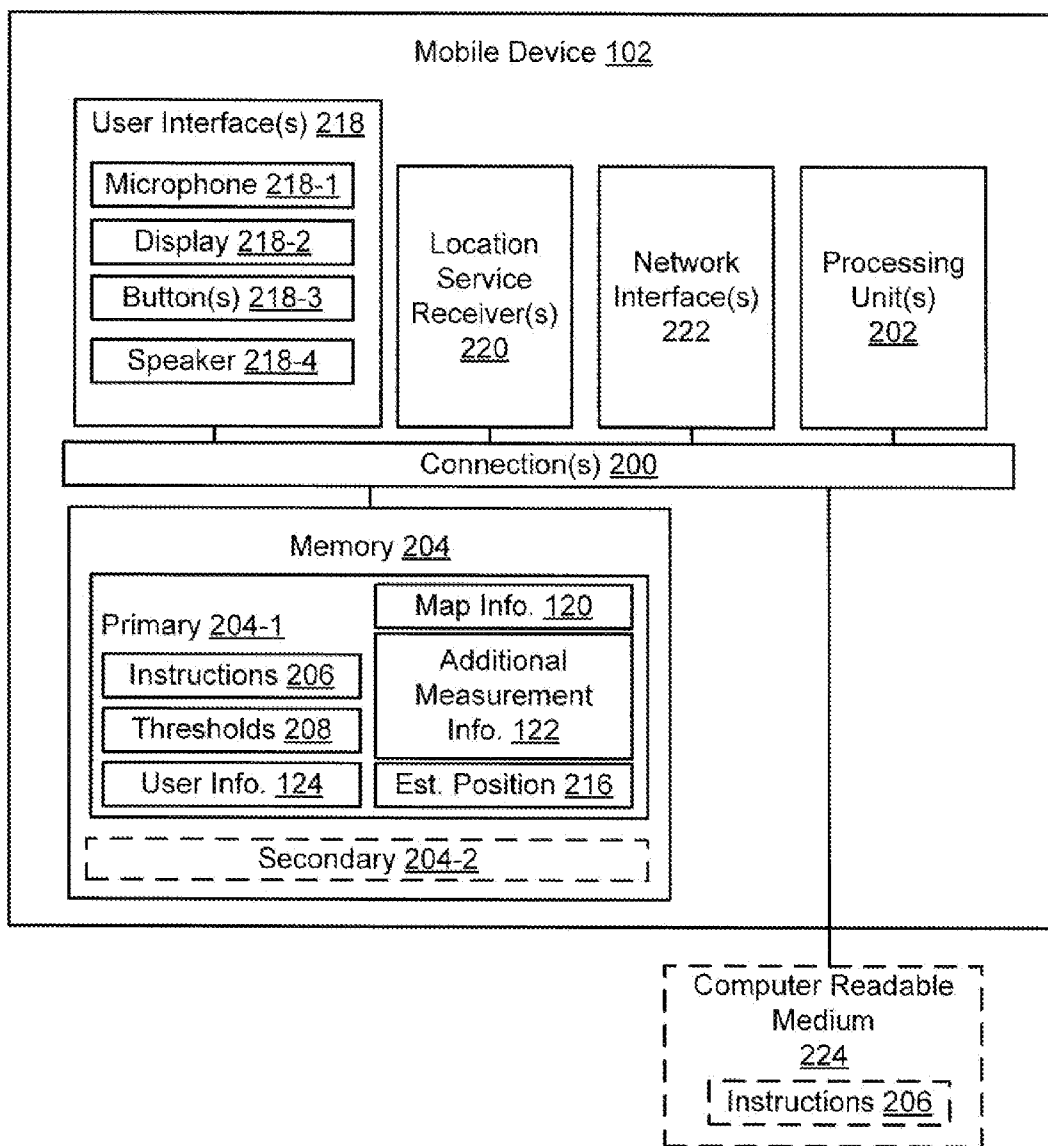 Mobile Device 102
User Interface(s) 218
Microphone 218-1
Display 218-2
Button(s) 218-3
Speaker 218-4
Location
Service
Receiver(s)
220
Network
Interface(s)
222
Processing
Unit(s)
202
Connection(s) 200
Memory 204
Primary 204-1
Instructions 206
Thresholds 208
User Info. 124
Map Info. 120
Additional
Measurement
Info. 122
Est. Position 216
Secondary 204-2
Computer Readable
Medium
224
Instructions 206